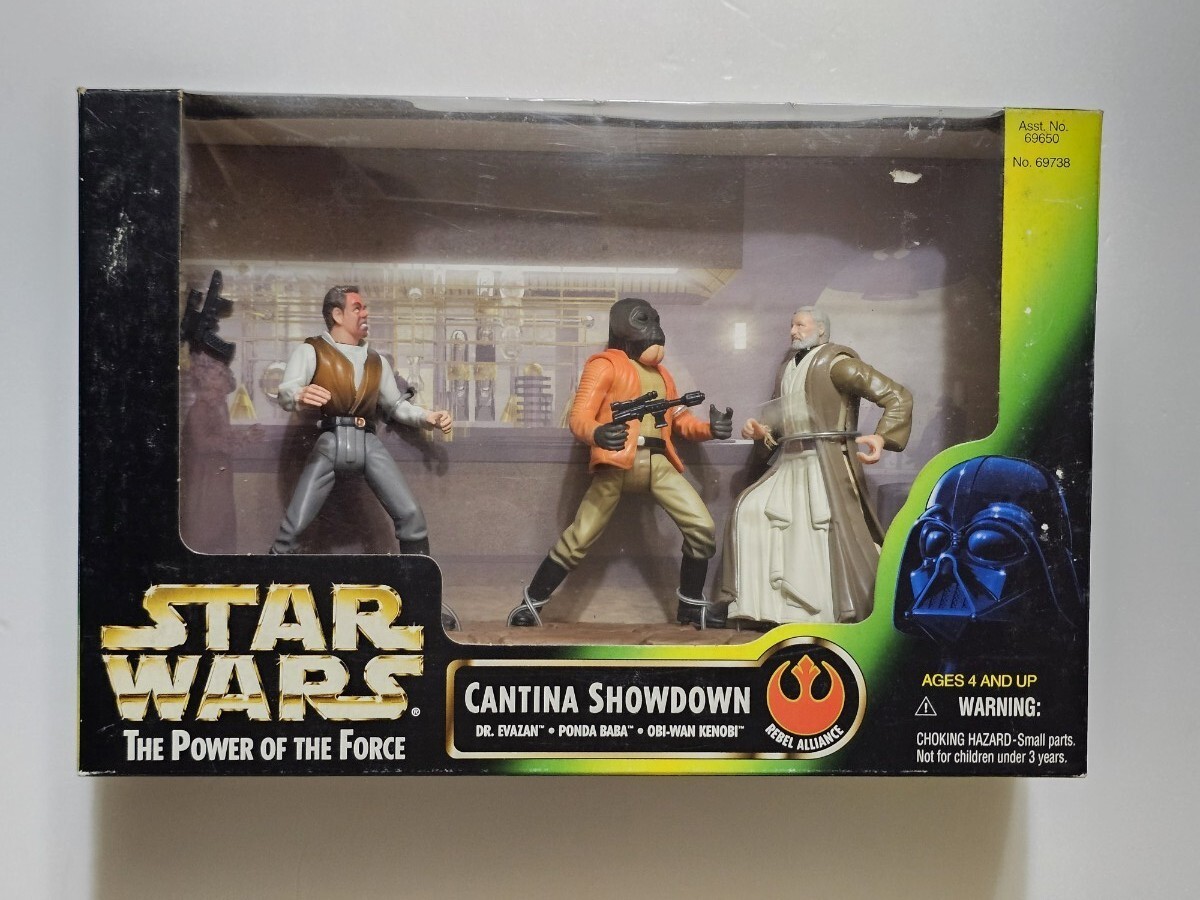 Asst. No.
69650
No. 69738
STAR
WARS®
THE POWER OF THE FORCE
CANTINA SHOWDOWN
DR. EVAZAN™ • PONDA BABA™ • OBI-WAN KENOBI™
REBEL ALLIANCE
AGES 4 AND UP
WARNING:
CHOKING HAZARD-Small parts.
Not for children under 3 years.